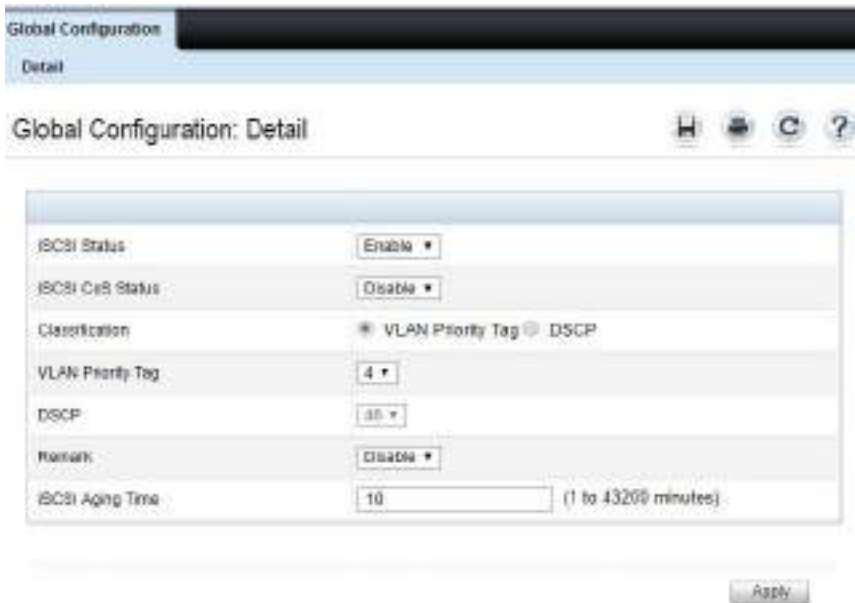 Global Configuration
Detail
Global Configuration: Detail
iSCSI Status Enable
iSCSI CoS Status Disable
Classification VLAN Priority Tag DSCP
VLAN Priority Tag 4
DSCP
Remark Disable
iSCSI Aging Time 10 (1 to 43200 minutes)
Apply